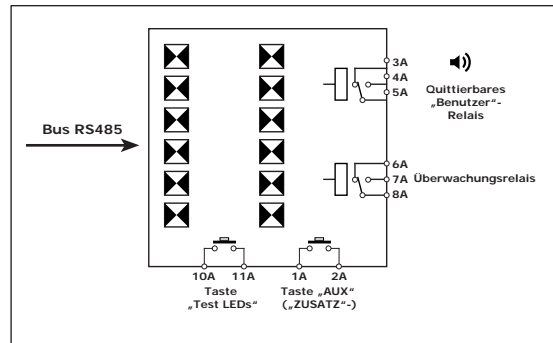 3A
4A
5A
Quittierbares
„Benutzer“-
Relais
Bus RS485
6A
7A Überwachungsrelais
8A
10A 11A 1A 2A
Taste
„Test LEDs“
Taste „AUX“
(„ZUSATZ“-)